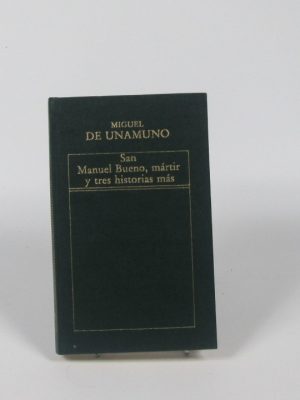 MIGUEL
DE UNAMUNO
San
Manuel Bueno, mártir
y tres historias más